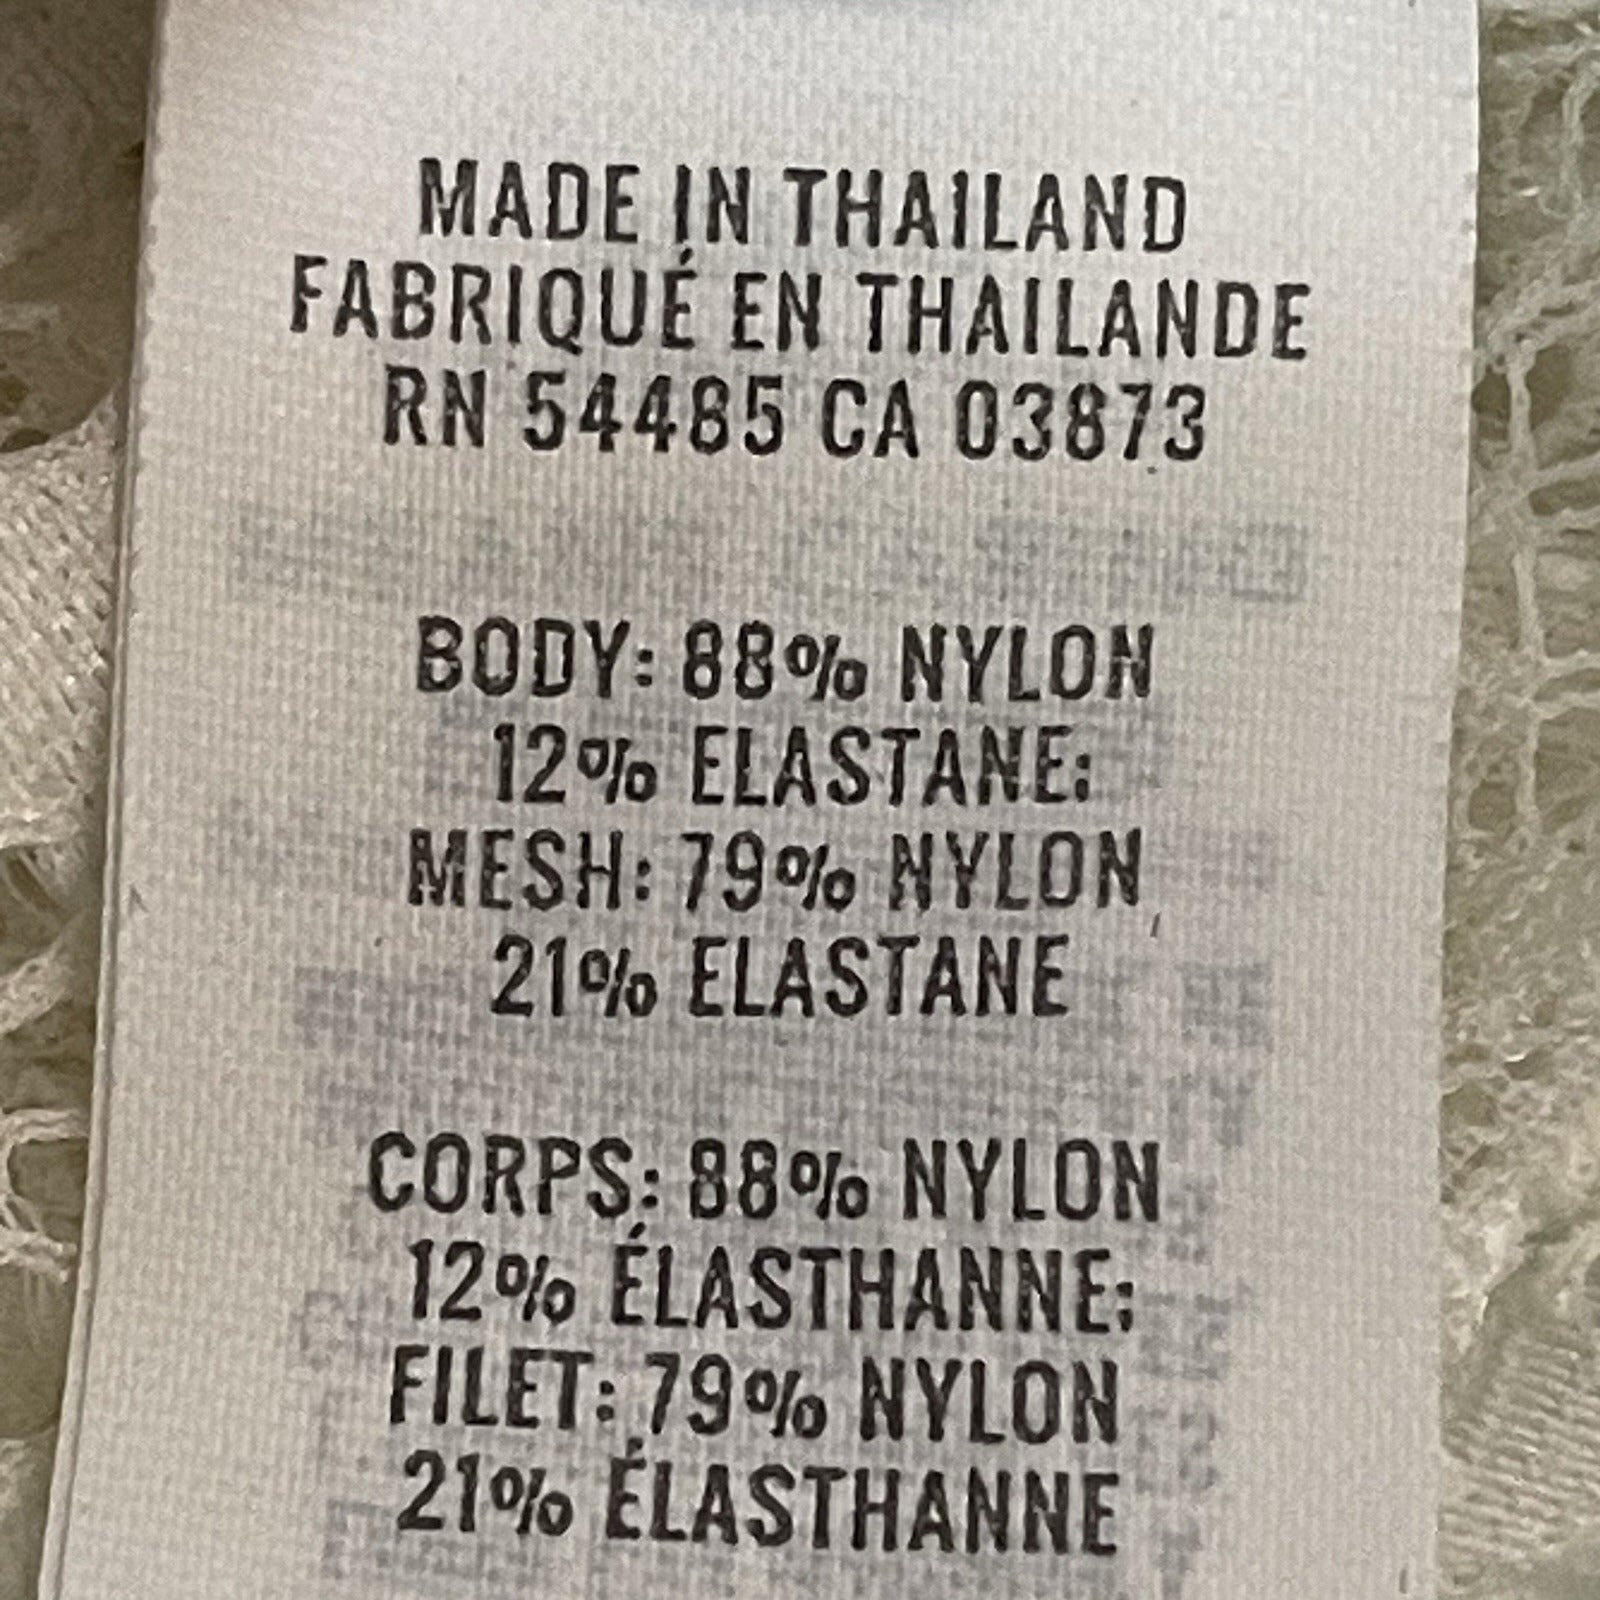 MADE IN THAILAND
FABRIQUÉ EN THAILANDE
RN 54485 CA 03873
BODY: 88% NYLON
12% ELASTANE;
MESH: 79% NYLON
21% ELASTANE
CORPS: 88% NYLON
12% ÉLASTHANNE;
FILET: 79% NYLON
21% ÉLASTHANNE